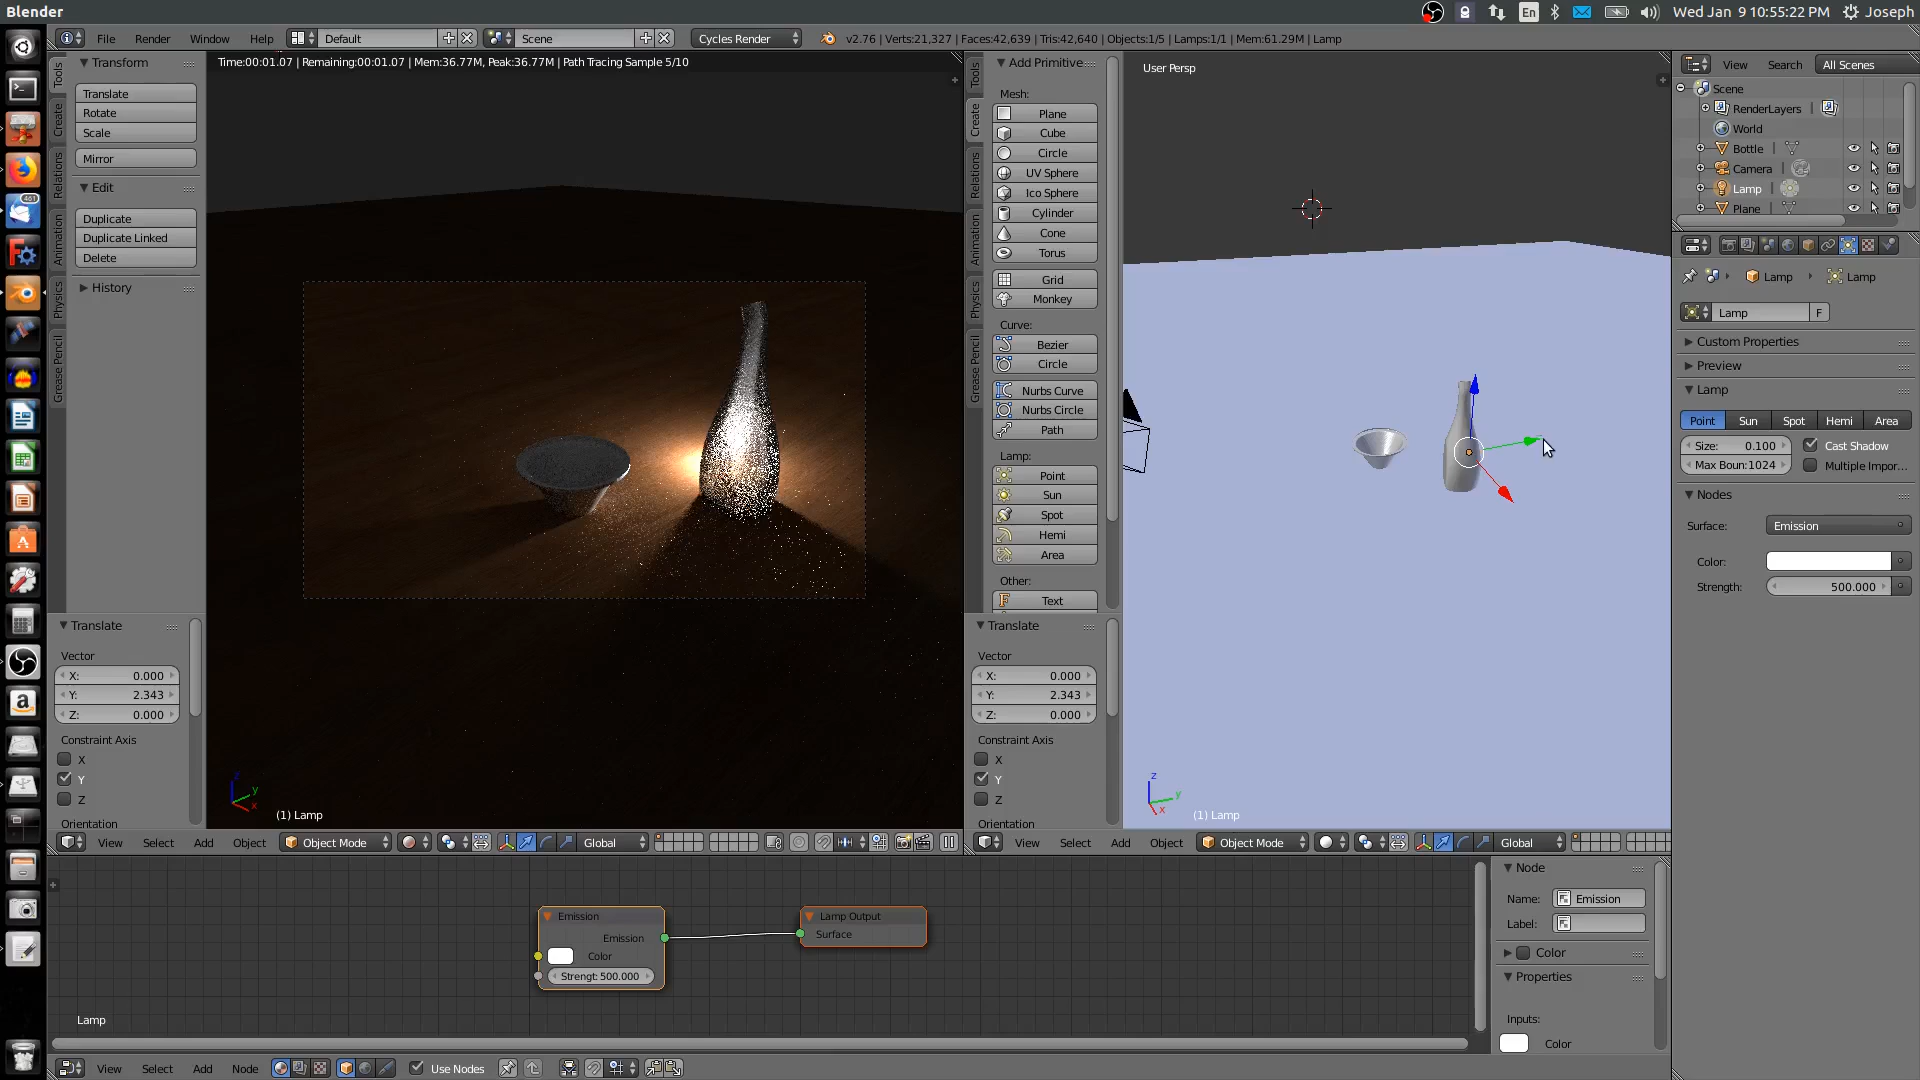 Blender
En
Wed Jan 9 10:55:22 PM
Joseph
File
Render
Window
Help
Default
Scene
Cycles Render
v2.76 | Verts:21,327 | Faces:42,639 | Tris:42,640 | Objects:1/5 | Lamps:1/1 | Mem:61.29M | Lamp
Tools
Create
Relations
Animation
Physics
Grease Pencil
Transform
Translate
Rotate
Scale
Mirror
Edit
Duplicate
Duplicate Linked
Delete
History
Translate
Vector
X: 0.000
Y: 2.343
Z: 0.000
Constraint Axis
X
Y
Z
Orientation
Time:00:01.07 | Remaining:00:01.07 | Mem:36.77M, Peak:36.77M | Path Tracing Sample 5/10
(1) Lamp
View
Select
Add
Object
Object Mode
Global
Tools
Create
Relations
Animation
Physics
Grease Pencil
Add Primitive
Mesh:
Plane
Cube
Circle
UV Sphere
Ico Sphere
Cylinder
Cone
Torus
Grid
Monkey
Curve:
Bezier
Circle
Nurbs Curve
Nurbs Circle
Path
Lamp:
Point
Sun
Spot
Hemi
Area
Other:
Text
Translate
Vector
X: 0.000
Y: 2.343
Z: 0.000
Constraint Axis
X
Y
Z
Orientation
User Persp
(1) Lamp
View
Select
Add
Object
Object Mode
Global
View
Search
All Scenes
Scene
RenderLayers
World
Bottle
Camera
Lamp
Plane
Lamp
Lamp
Lamp
F
Custom Properties
Preview
Lamp
Point
Sun
Spot
Hemi
Area
Size: 0.100
Cast Shadow
Max Boun:1024
Multiple Impor...
Nodes
Surface:
Emission
Color:
Strength:
500.000
Emission
Emission
Color
Strengt: 500.000
Lamp Output
Surface
Lamp
Node
Name:
Emission
Label:
Color
Properties
Inputs:
Color
View
Select
Add
Node
Use Nodes